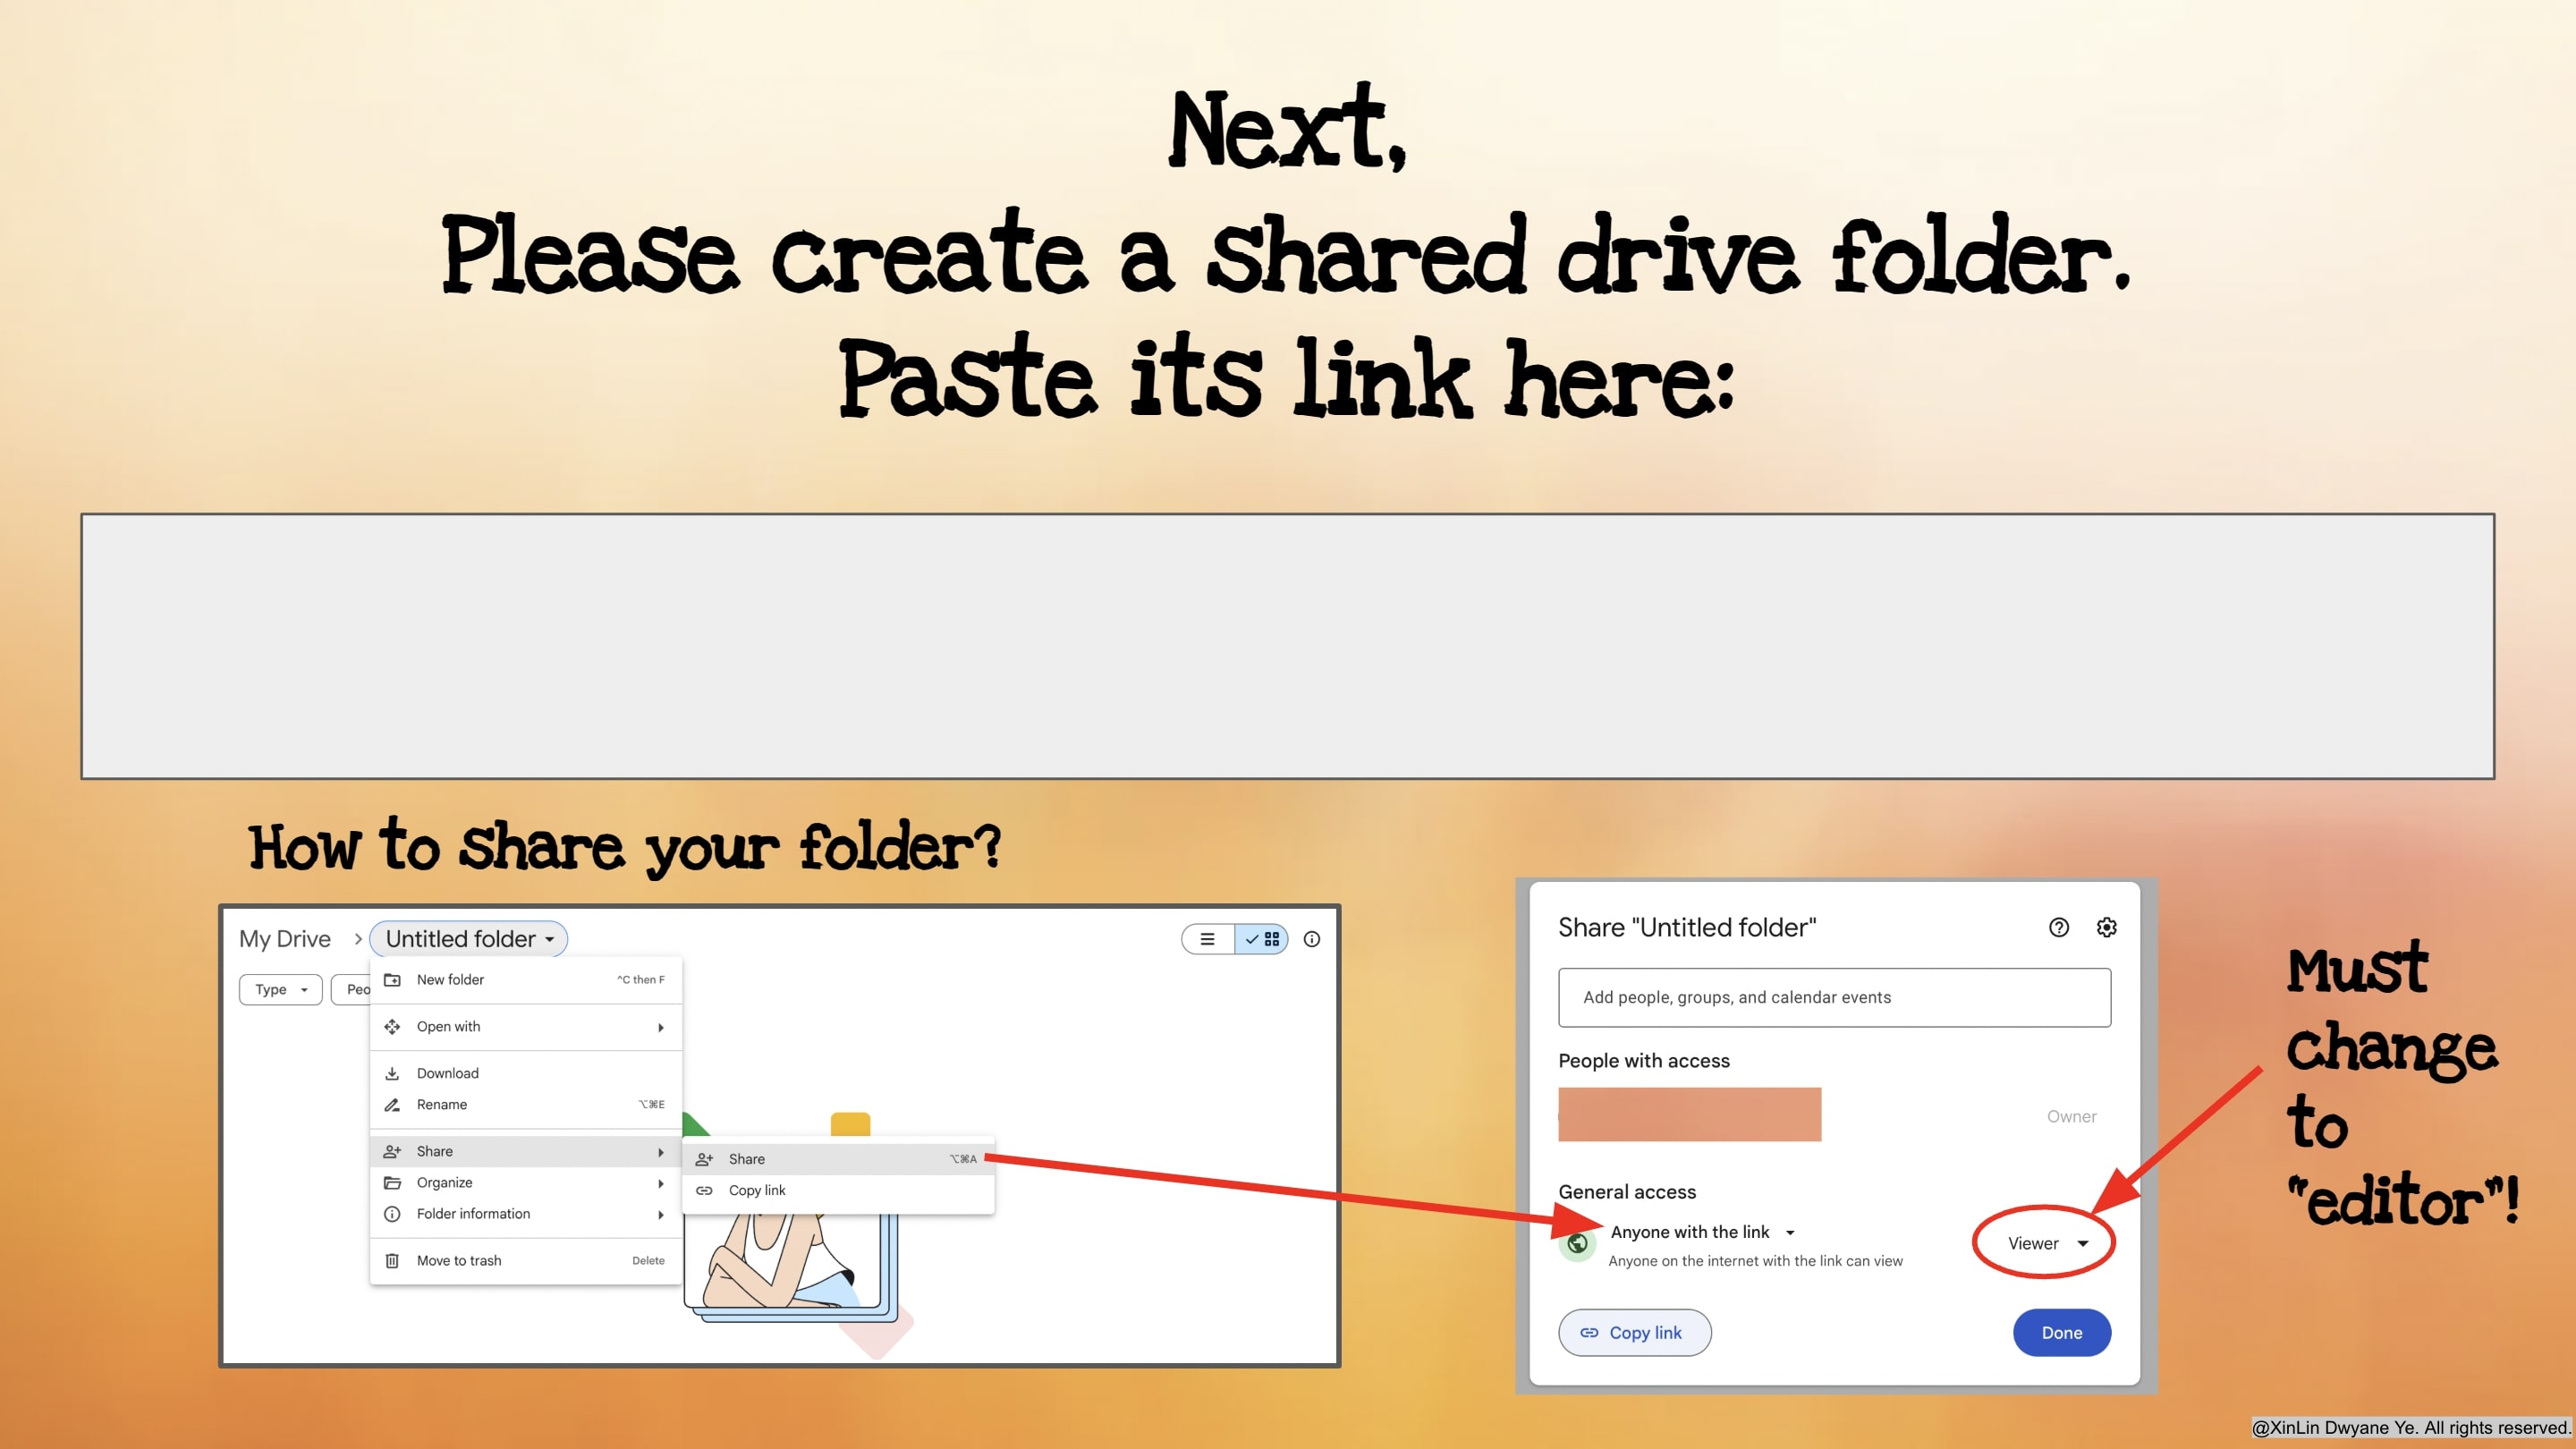 Next,
Please create a shared drive folder.
Paste its link here:
How to share your folder?
My Drive
Untitled folder
Type
Peo
New folder
^C then F
Open with
Download
Rename
⌥⌘E
Share
Organize
Folder information
Move to trash
Delete
Share
⌥⌘A
Copy link
Share "Untitled folder"
Add people, groups, and calendar events
People with access
Owner
General access
Anyone with the link
Anyone on the internet with the link can view
Viewer
Copy link
Done
Must
change
to
"editor"!
@XinLin Dwyane Ye. All rights reserved.